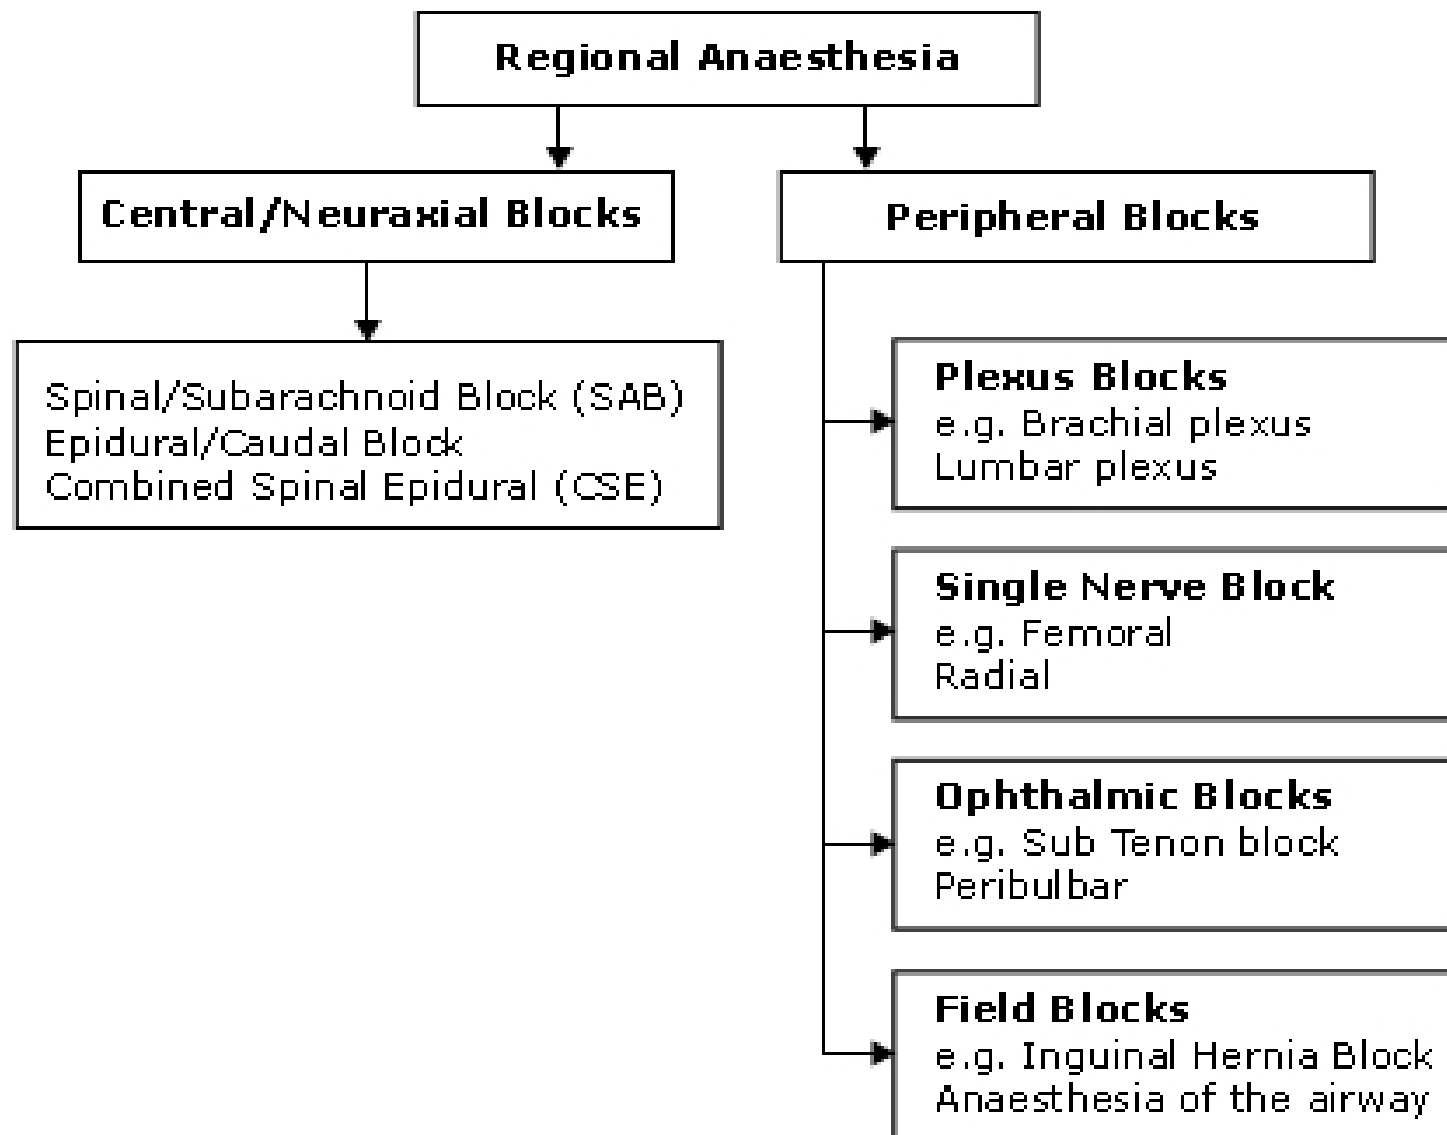 Regional Anaesthesia
Central/Neuraxial Blocks
Peripheral Blocks
Spinal/Subarachnoid Block (SAB)
Epidural/Caudal Block
Combined Spinal Epidural (CSE)
Plexus Blocks
e.g. Brachial plexus
Lumbar plexus
Single Nerve Block
e.g. Femoral
Radial
Ophthalmic Blocks
e.g. Sub Tenon block
Peribulbar
Field Blocks
e.g. Inguinal Hernia Block
Anaesthesia of the airway